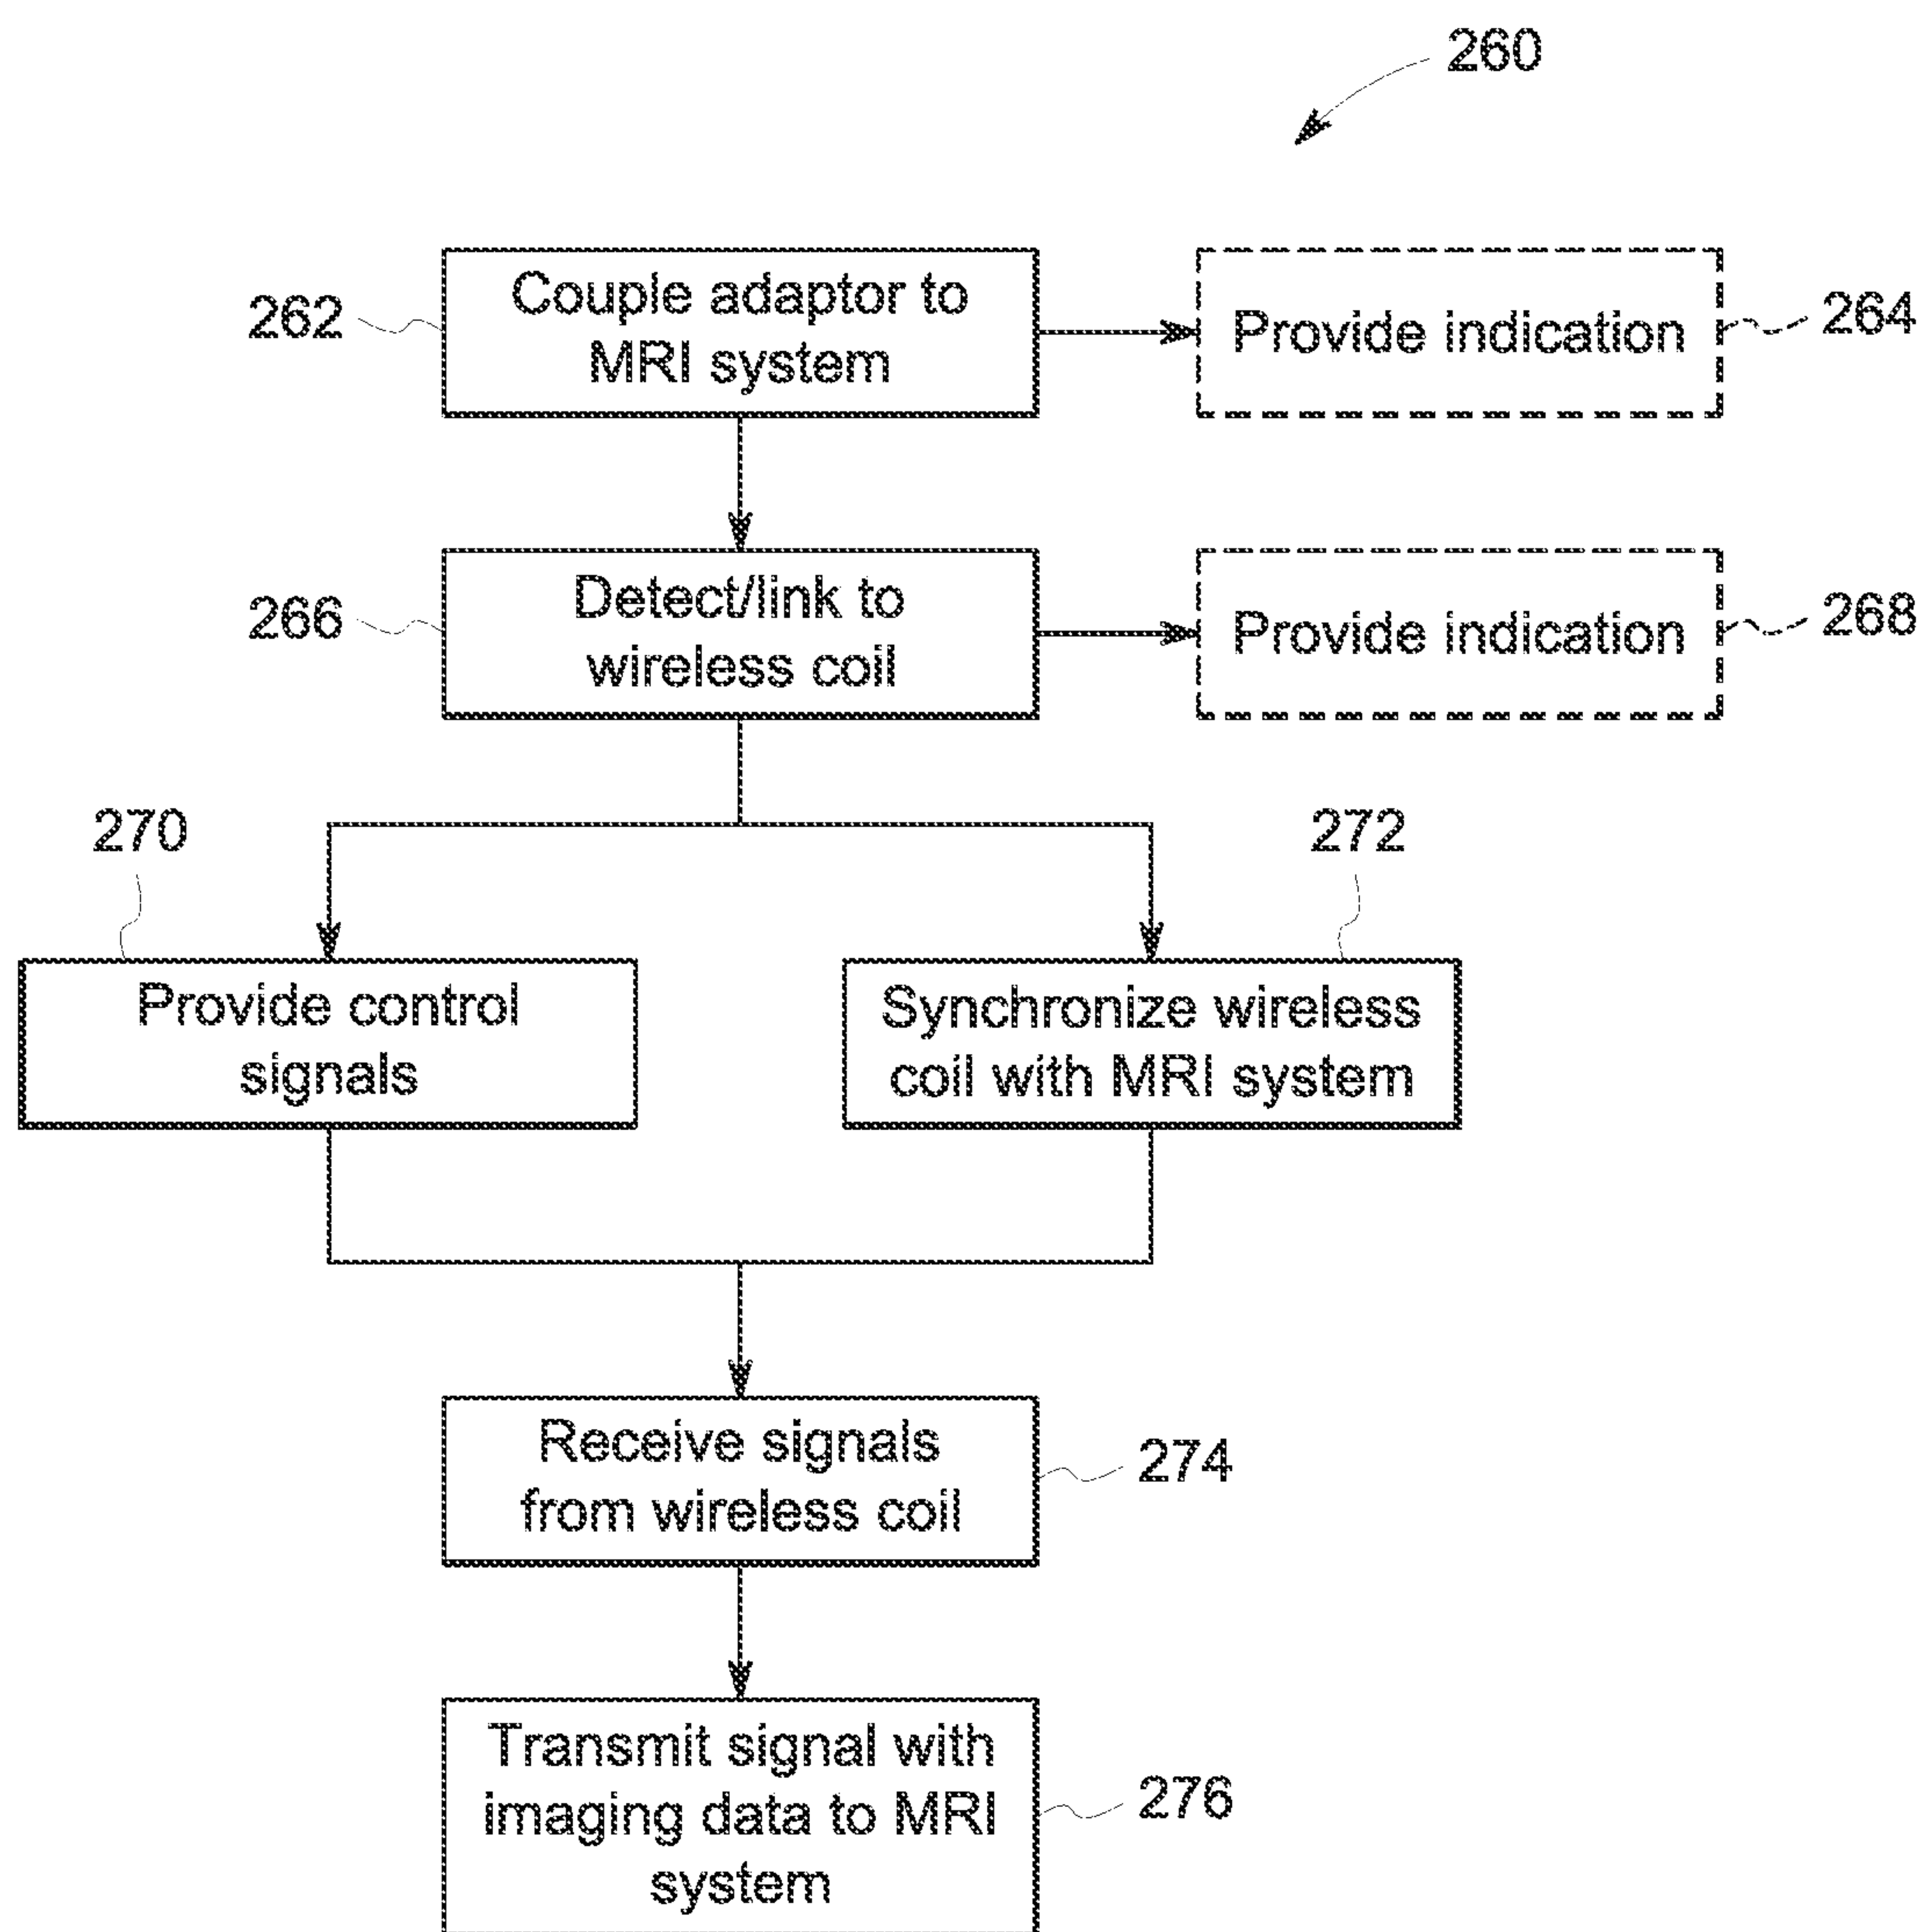 260
262
Couple adaptor to
MRI system
Provide indication
264
266
Detect/link to
wireless coil
Provide indication
268
270
272
Provide control
signals
Synchronize wireless
coil with MRI system
Receive signals
from wireless coil
274
Transmit signal with
imaging data to MRI
system
276